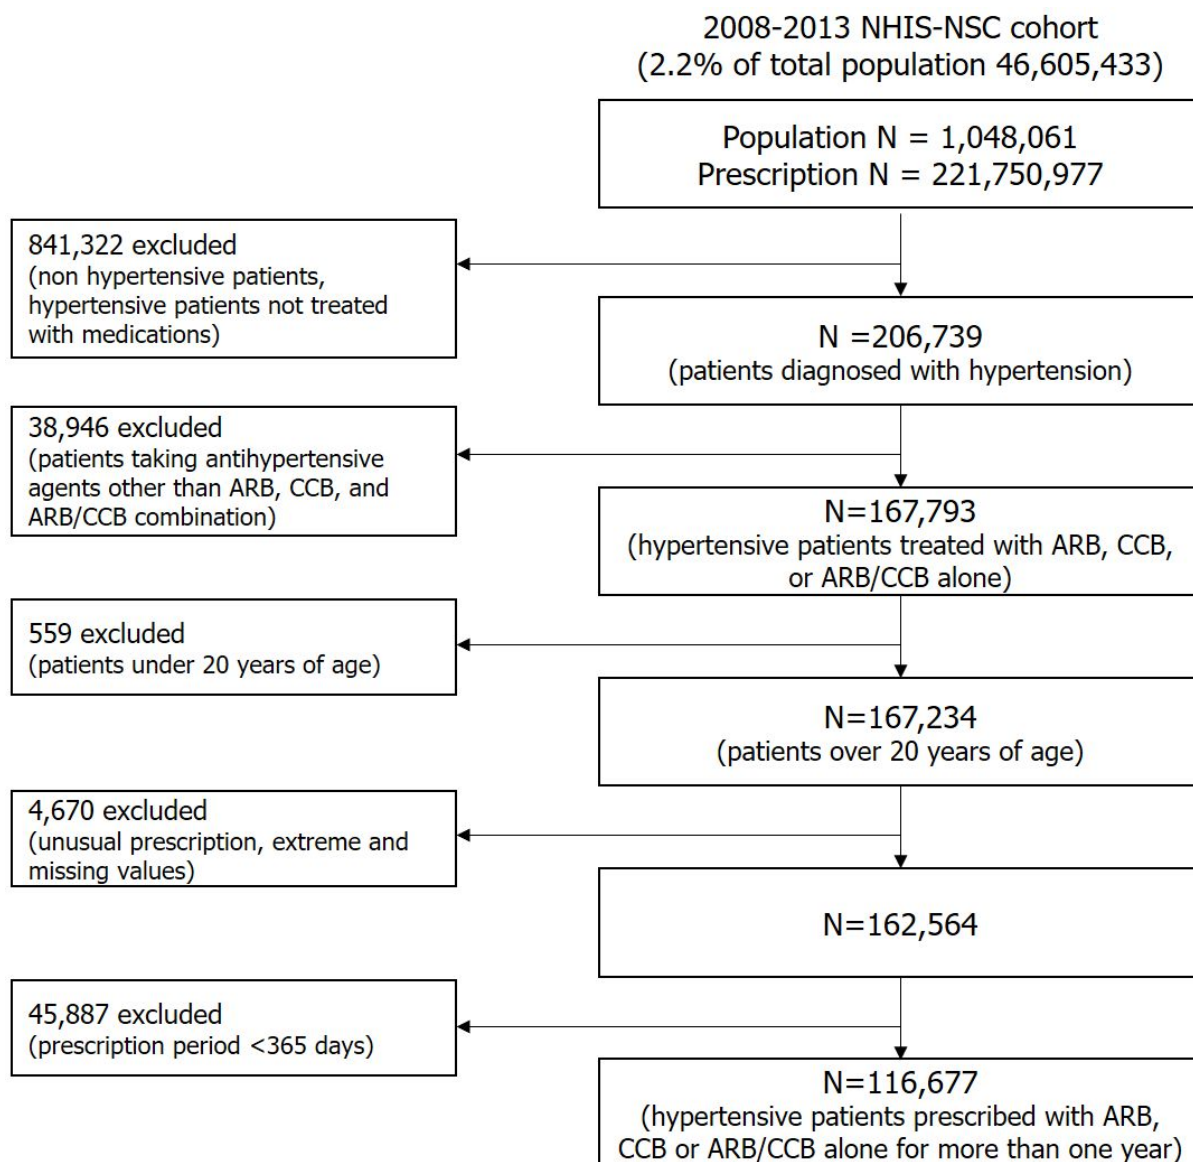 2008-2013 NHIS-NSC cohort
(2.2% of total population 46,605,433)
Population N = 1,048,061
Prescription N = 221,750,977
841,322 excluded
(non hypertensive patients,
hypertensive patients not treated
with medications)
N =206,739
(patients diagnosed with hypertension)
38,946 excluded
(patients taking antihypertensive
agents other than ARB, CCB, and
ARB/CCB combination)
N=167,793
(hypertensive patients treated with ARB, CCB,
or ARB/CCB alone)
559 excluded
(patients under 20 years of age)
N=167,234
(patients over 20 years of age)
4,670 excluded
(unusual prescription, extreme and
missing values)
N=162,564
45,887 excluded
(prescription period <365 days)
N=116,677
(hypertensive patients prescribed with ARB,
CCB or ARB/CCB alone for more than one year)